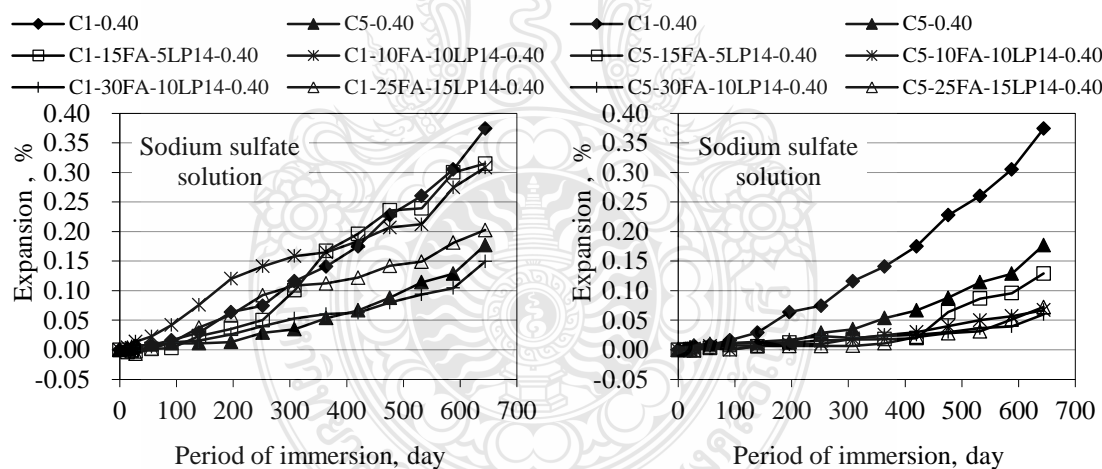 C1-0.40 C5-0.40
C1-15FA-5LP14-0.40 C1-10FA-10LP14-0.40
C1-30FA-10LP14-0.40 C1-25FA-15LP14-0.40
0.40
0.35
0.30
0.25
0.20
0.15
0.10
0.05
0.00
-0.05
Expansion , %
Sodium sulfate
solution
0 100 200 300 400 500 600 700
Period of immersion, day
C1-0.40 C5-0.40
C5-15FA-5LP14-0.40 C5-10FA-10LP14-0.40
C5-30FA-10LP14-0.40 C5-25FA-15LP14-0.40
0.40
0.35
0.30
0.25
0.20
0.15
0.10
0.05
0.00
-0.05
Expansion , %
Sodium sulfate
solution
0 100 200 300 400 500 600 700
Period of immersion, day